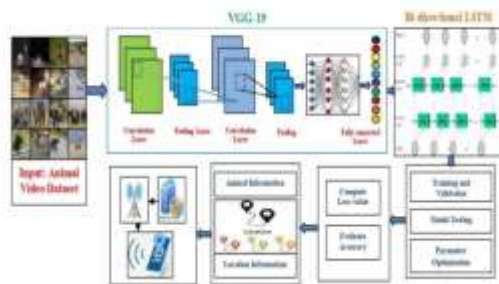 VGG-19
Bi-directional LSTM
Input: Animal
Video Dataset
Convolution
Layer
Pooling Layer
Convolution
Layer
Pooling
Fully connected
Layer
Animal Information
Location Information
Compute
Loss value
Evaluate
accuracy
Training and
Validation
Model Testing
Parameter
Optimization